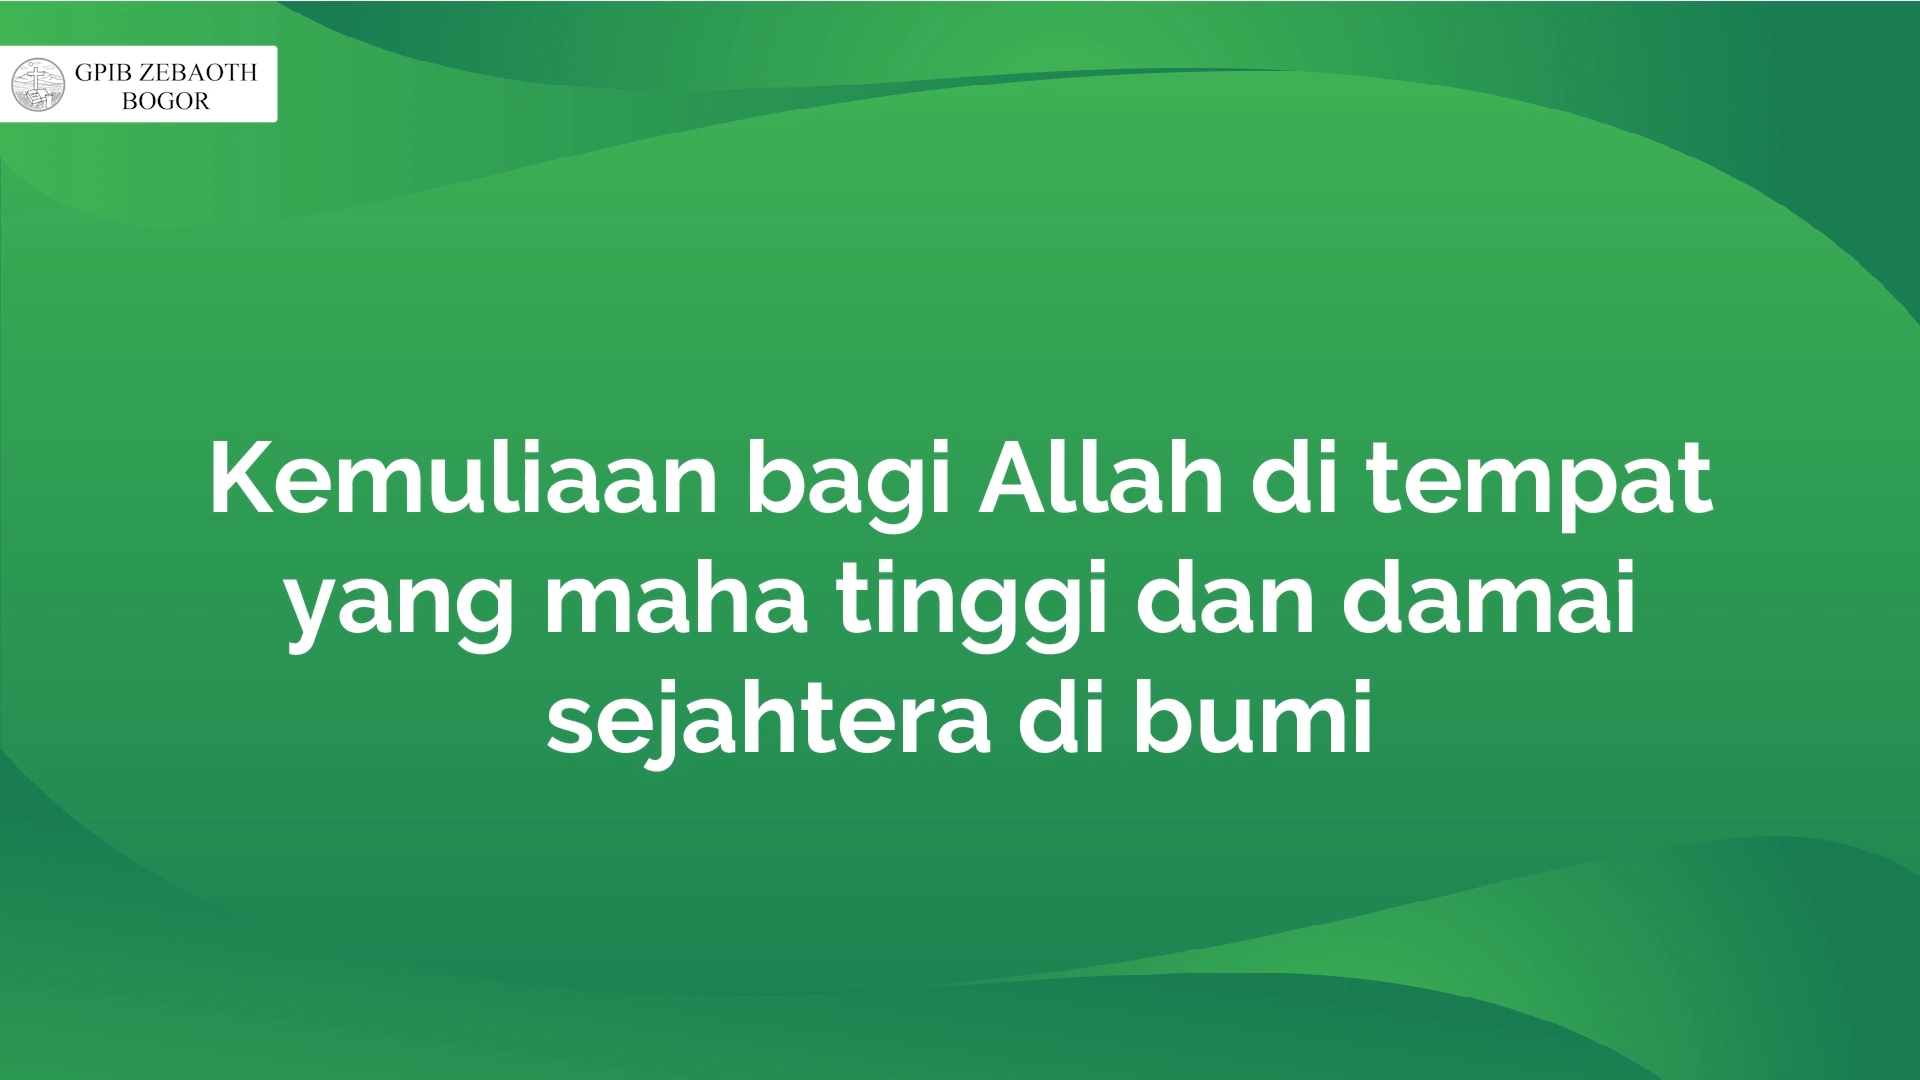 GPIB ZEBAOTH
BOGOR
Kemuliaan bagi Allah di tempat
yang maha tinggi dan damai
sejahtera di bumi